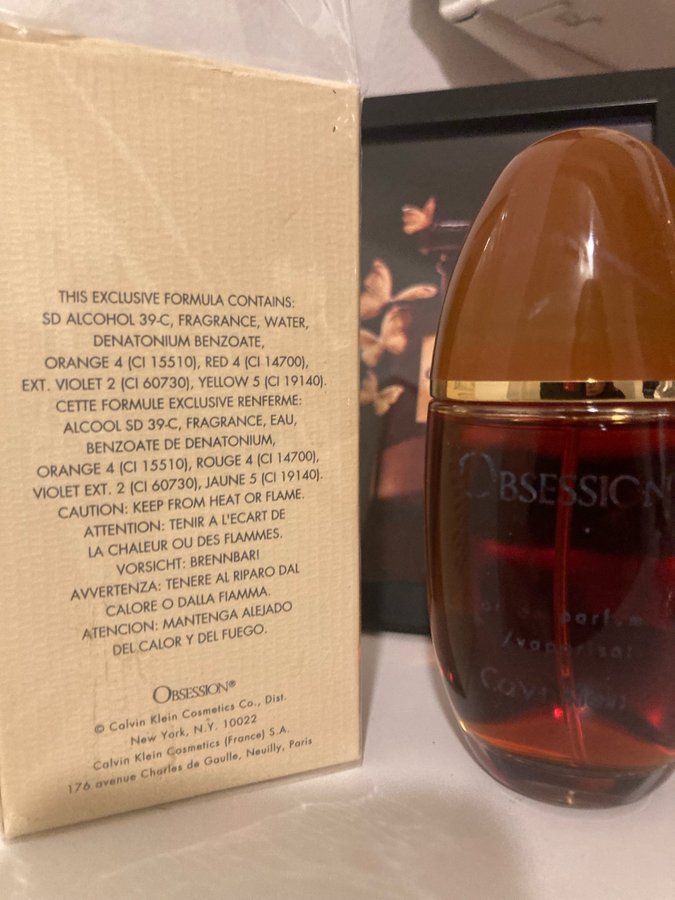 THIS EXCLUSIVE FORMULA CONTAINS:
SD ALCOHOL 39-C, FRAGRANCE, WATER,
DENATONIUM BENZOATE,
ORANGE 4 (CI 15510), RED 4 (CI 14700),
EXT. VIOLET 2 (CI 60730), YELLOW 5 (CI 19140).
CETTE FORMULE EXCLUSIVE RENFERME:
ALCOOL SD 39-C, FRAGRANCE, EAU,
BENZOATE DE DENATONIUM,
ORANGE 4 (CI 15510), ROUGE 4 (CI 14700),
VIOLET EXT. 2 (CI 60730), JAUNE 5 (CI 19140).
CAUTION: KEEP FROM HEAT OR FLAME.
ATTENTION: TENIR A L'ECART DE
LA CHALEUR OU DES FLAMMES.
VORSICHT: BRENNBAR!
AVVERTENZA: TENERE AL RIPARO DAL
CALORE O DALLA FIAMMA.
ATENCION: MANTENGA ALEJADO
DEL CALOR Y DEL FUEGO.
OBSESSION®
© Calvin Klein Cosmetics Co., Dist.
New York, N.Y. 10022
Calvin Klein Cosmetics (France) S.A.
176 avenue Charles de Gaulle, Neuilly, Paris
OBSESSION
parfum